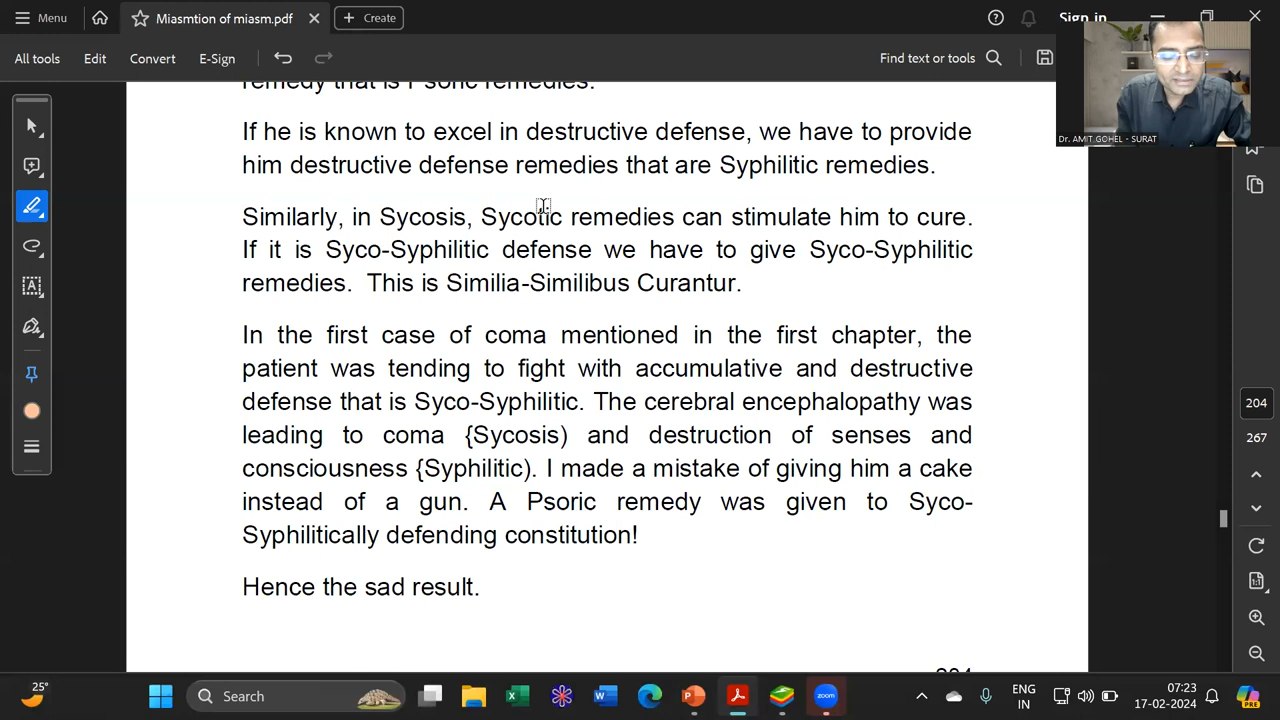 Menu
Miasmtion of miasm.pdf
Create
Sign in
All tools
Edit
Convert
E-Sign
Find text or tools
Dr. AMIT GOHEL - SURAT
remedy that is Psoric remedies.
If he is known to excel in destructive defense, we have to provide
him destructive defense remedies that are Syphilitic remedies.
Similarly, in Sycosis, Sycotic remedies can stimulate him to cure.
If it is Syco-Syphilitic defense we have to give Syco-Syphilitic
remedies. This is Similia-Similibus Curantur.
In the first case of coma mentioned in the first chapter, the
patient was tending to fight with accumulative and destructive
defense that is Syco-Syphilitic. The cerebral encephalopathy was
leading to coma {Sycosis) and destruction of senses and
consciousness {Syphilitic). I made a mistake of giving him a cake
instead of a gun. A Psoric remedy was given to Syco-
Syphilitically defending constitution!
Hence the sad result.
204
204
267
25°
Search
ENG
IN
07:23
17-02-2024
zoom
PRE